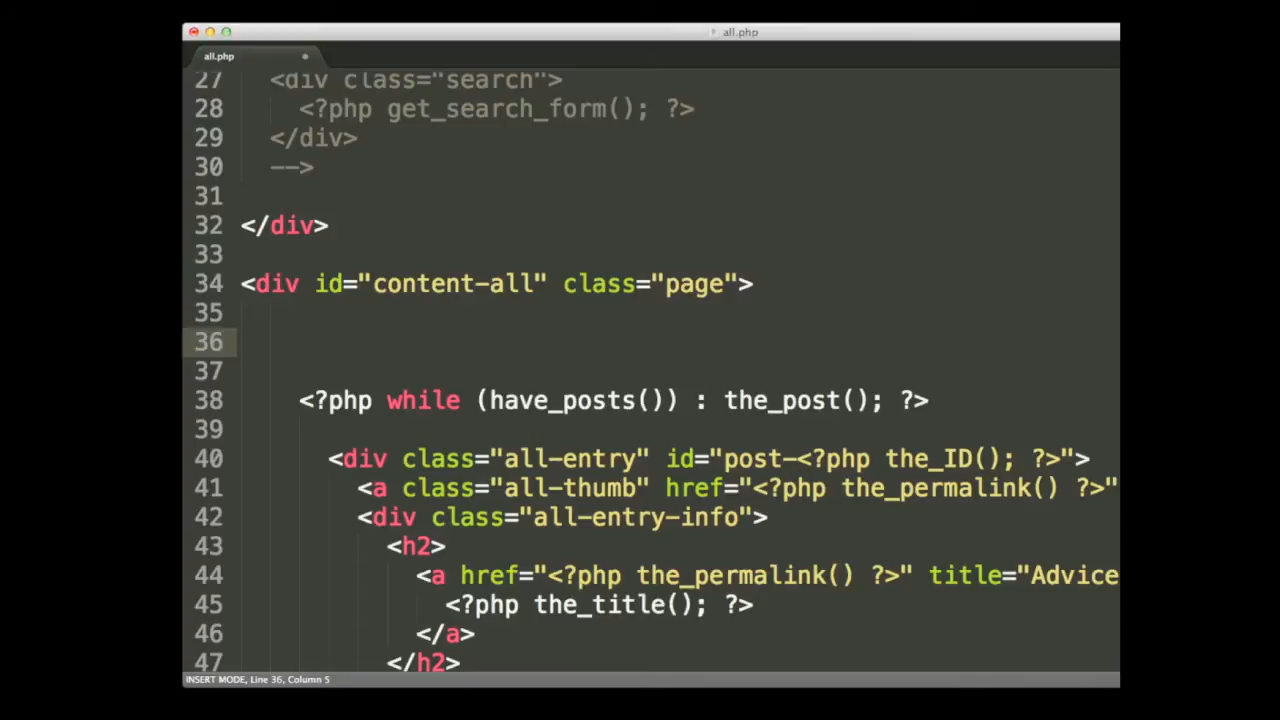 all.php
all.php
27 <div class="search">
28 <?php get_search_form(); ?>
29 </div>
30 -->
31
32 </div>
33
34 <div id="content-all" class="page">
35
36
37
38 <?php while (have_posts()) : the_post(); ?>
39
40 <div class="all-entry" id="post-<?php the_ID(); ?>">
41 <a class="all-thumb" href="<?php the_permalink() ?>"
42 <div class="all-entry-info">
43 <h2>
44 <a href="<?php the_permalink() ?>" title="Advice
45 <?php the_title(); ?>
46 </a>
47 </h2>
INSERT MODE, Line 36, Column 5